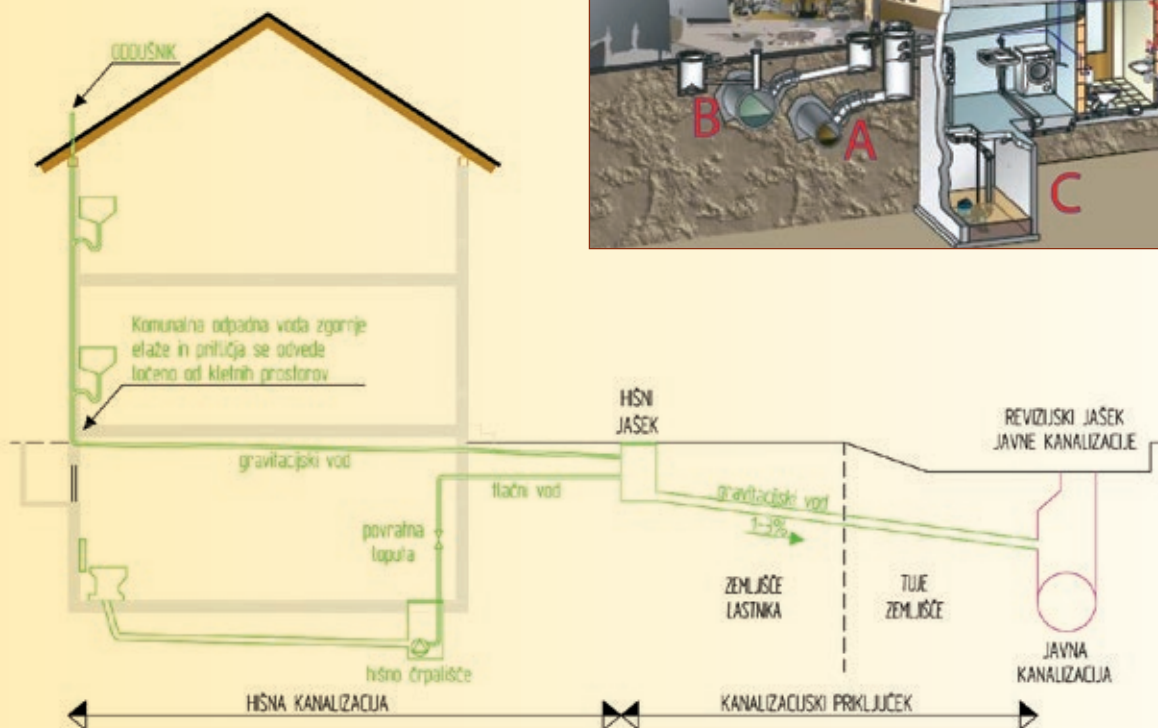 ODDUŠNIK
B
A
C
Komunalna odpadna voda zgornje
etaže in pritličja se odvede
ločeno od kletnih prostorov
HIŠNI
JAŠEK
REVIZIJSKI JAŠEK
JAVNE KANALIZACIJE
gravitacijski vod
tlačni vod
gravitacijski vod
1-3%
povratna
loputa
ZEMLJIŠČE
LASTNIKA
TUJE
ZEMLJIŠČE
hišno črpališče
JAVNA
KANALIZACIJA
HIŠNA KANALIZACIJA
KANALIZACIJSKI PRIKLJUČEK